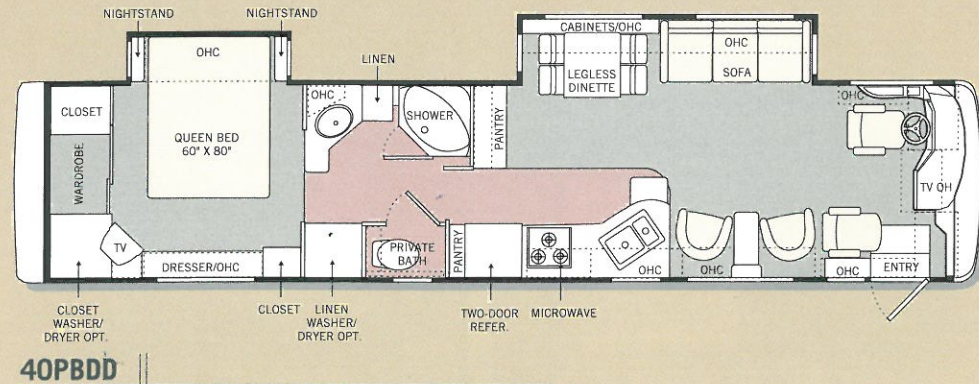 NIGHTSTAND
NIGHTSTAND
OHC
LINEN
CABINETS/OHC
OHC
SOFA
LEGLESS
DINETTE
CLOSET
WARDROBE
QUEEN BED
60" X 80"
OHC
SHOWER
PANTRY
OHC
TV OH
TV
DRESSER/OHC
PRIVATE
BATH
PANTRY
OHC
OHC
OHC
ENTRY
CLOSET
WASHER/
DRYER OPT.
CLOSET
LINEN
WASHER/
DRYER OPT.
TWO-DOOR
REFER.
MICROWAVE
40PBDD